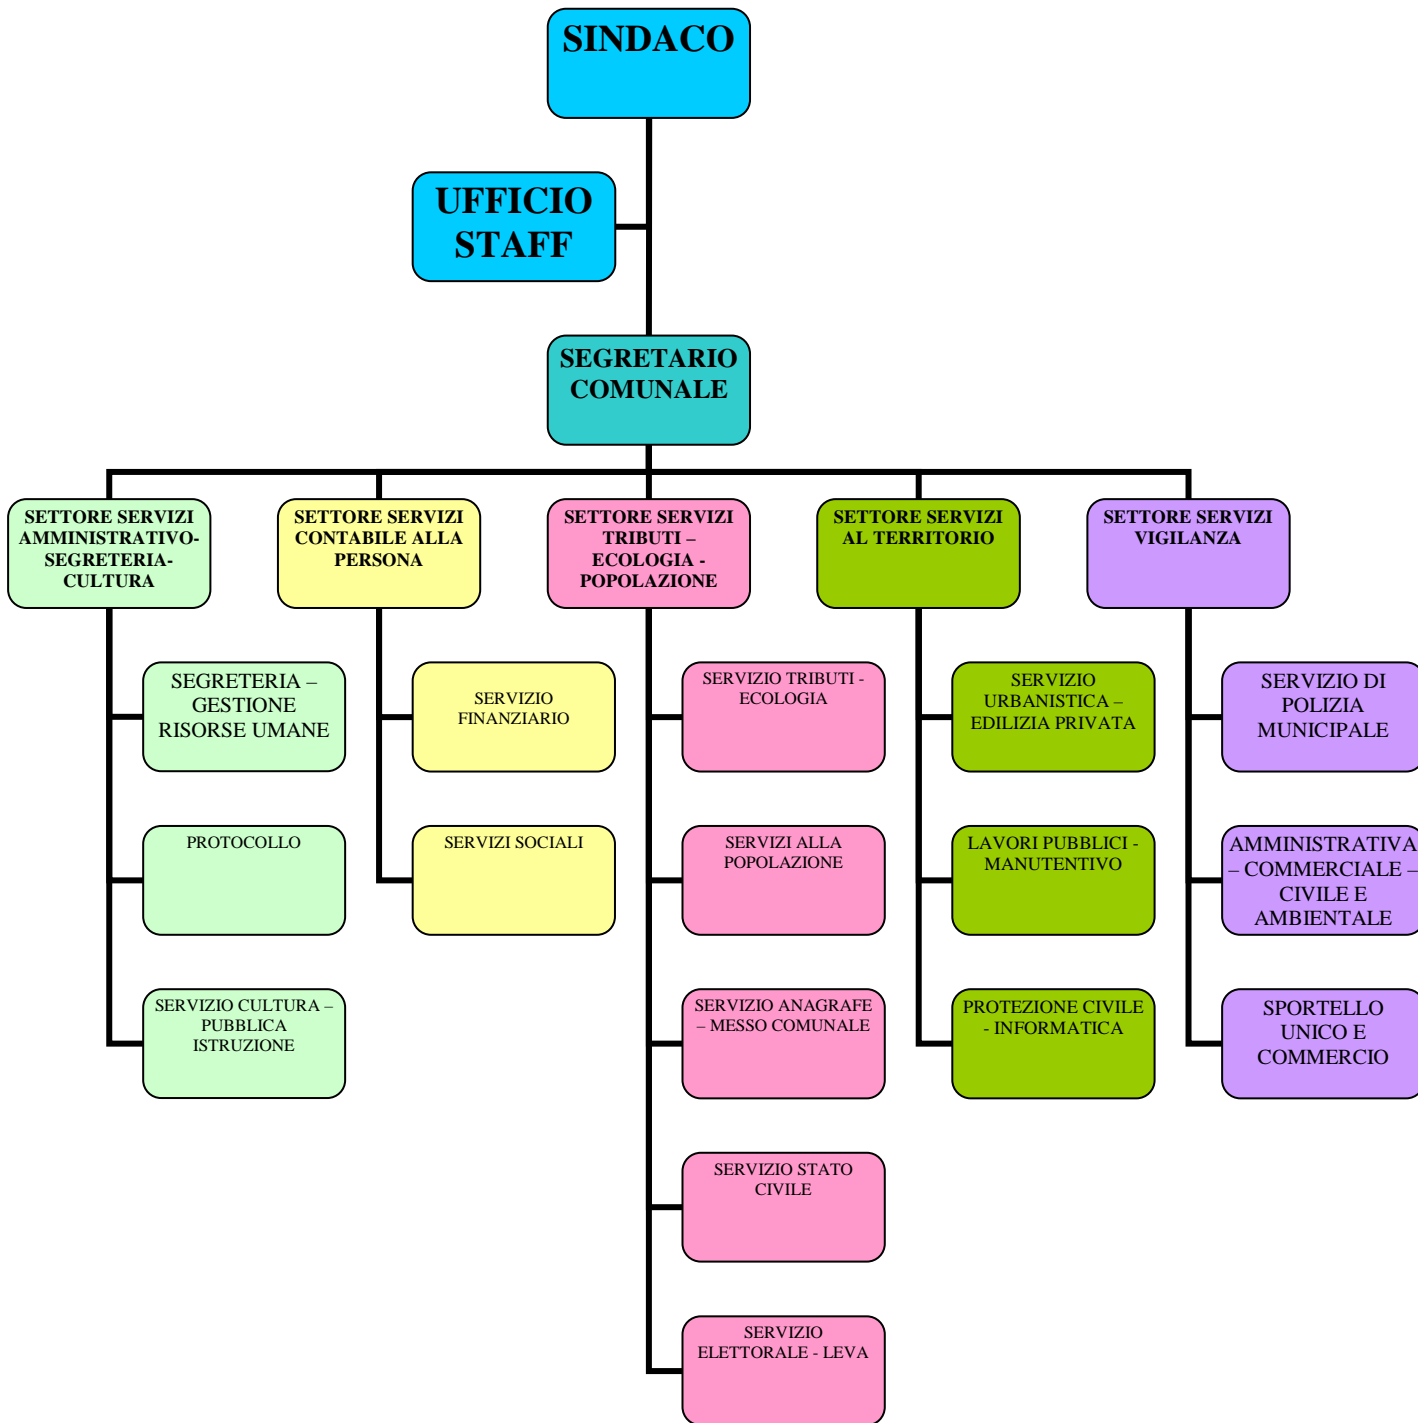 SINDACO
UFFICIO
STAFF
SEGRETARIO
COMUNALE
SETTORE SERVIZI
AMMINISTRATIVO-
SEGRETERIA-
CULTURA
SETTORE SERVIZI
CONTABILE ALLA
PERSONA
SETTORE SERVIZI
TRIBUTI –
ECOLOGIA -
POPOLAZIONE
SETTORE SERVIZI
AL TERRITORIO
SETTORE SERVIZI
VIGILANZA
SEGRETERIA –
GESTIONE
RISORSE UMANE
SERVIZIO
FINANZIARIO
SERVIZIO TRIBUTI -
ECOLOGIA
SERVIZIO
URBANISTICA –
EDILIZIA PRIVATA
SERVIZIO DI
POLIZIA
MUNICIPALE
PROTOCOLLO
SERVIZI SOCIALI
SERVIZI ALLA
POPOLAZIONE
LAVORI PUBBLICI -
MANUTENTIVO
AMMINISTRATIVA
– COMMERCIALE –
CIVILE E
AMBIENTALE
SERVIZIO CULTURA –
PUBBLICA
ISTRUZIONE
SERVIZIO ANAGRAFE
– MESSO COMUNALE
PROTEZIONE CIVILE
- INFORMATICA
SPORTELLO
UNICO E
COMMERCIO
SERVIZIO STATO
CIVILE
SERVIZIO
ELETTORALE - LEVA